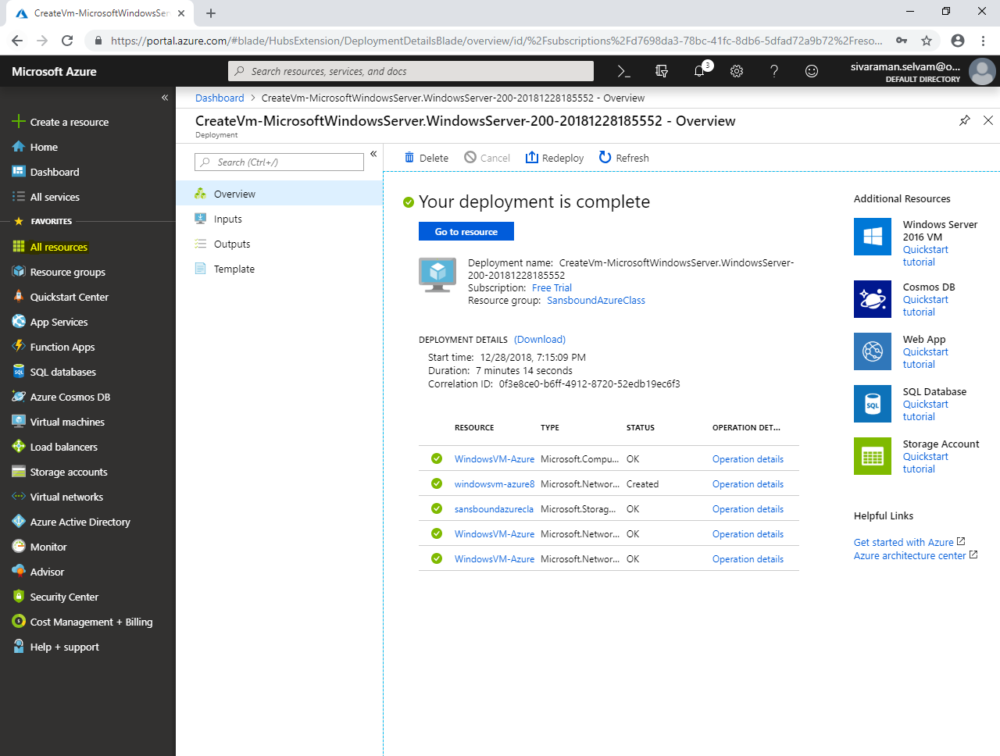 CreateVm-MicrosoftWindowsSer
https://portal.azure.com/#blade/HubsExtension/DeploymentDetailsBlade/overview/id/%2Fsubscriptions%2Fd7698da3-78bc-41fc-8db6-5dfad72a9b72%2Freso...
Microsoft Azure
Search resources, services, and docs
3
sivaraman.selvam@o...
DEFAULT DIRECTORY
Dashboard > CreateVm-MicrosoftWindowsServer.WindowsServer-200-20181228185552 - Overview
CreateVm-MicrosoftWindowsServer.WindowsServer-200-20181228185552 - Overview
Deployment
Create a resource
Home
Dashboard
All services
FAVORITES
All resources
Resource groups
Quickstart Center
App Services
Function Apps
SQL databases
Azure Cosmos DB
Virtual machines
Load balancers
Storage accounts
Virtual networks
Azure Active Directory
Monitor
Advisor
Security Center
Cost Management + Billing
Help + support
Search (Ctrl+/)
Overview
Inputs
Outputs
Template
Delete
Cancel
Redeploy
Refresh
Your deployment is complete
Go to resource
Deployment name: CreateVm-MicrosoftWindowsServer.WindowsServer-
200-20181228185552
Subscription: Free Trial
Resource group: SansboundAzureClass
DEPLOYMENT DETAILS (Download)
Start time: 12/28/2018, 7:15:09 PM
Duration: 7 minutes 14 seconds
Correlation ID: 0f3e8ce0-b6ff-4912-8720-52edb19ec6f3
RESOURCE TYPE STATUS OPERATION DET...
WindowsVM-Azure Microsoft.Compu... OK Operation details
windowsvm-azure8 Microsoft.Networ... Created Operation details
sansboundazurecla Microsoft.Storag... OK Operation details
WindowsVM-Azure Microsoft.Networ... OK Operation details
WindowsVM-Azure Microsoft.Networ... OK Operation details
Additional Resources
Windows Server
2016 VM
Quickstart
tutorial
Cosmos DB
Quickstart
tutorial
Web App
Quickstart
tutorial
SQL
SQL Database
Quickstart
tutorial
Storage Account
Quickstart
tutorial
Helpful Links
Get started with Azure
Azure architecture center